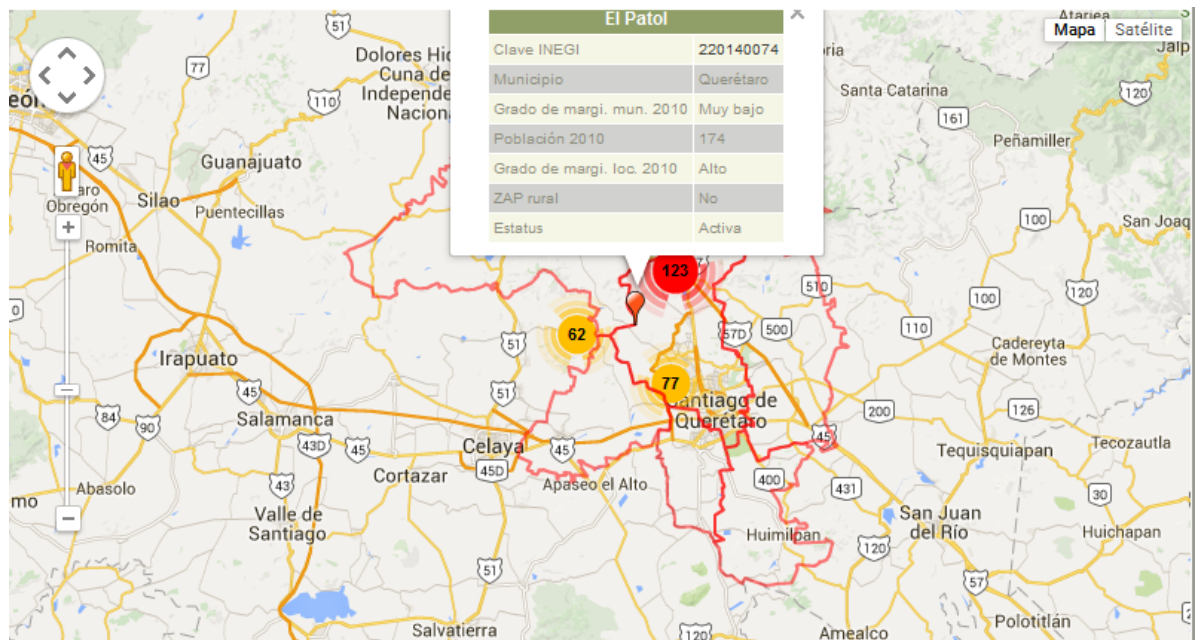 El Patol
Clave INEGI 220140074
Municipio Querétaro
Grado de margi. mun. 2010 Muy bajo
Población 2010 174
Grado de margi. loc. 2010 Alto
ZAP rural No
Estatus Activa
Mapa Satélite
51
Dolores Hid
Cuna de
Independe
Nacion
77
110
Santa Catarina
120
161
Peñamiller
45
Guanajuato
Silao
Obregón
Puentecillas
Romita
100
San Joaq
123
510
100
120
62
51
57D
500
110
Cadereyta
de Montes
Irapuato
77
45
51
Santiago de
Querétaro
200
126
84
90
Salamanca
43D
45
Celaya
45
45
Tequisquiapan
Tecozautla
45D
Cortazar
Apaseo el Alto
400
431
30
43
mo
Abasolo
Valle de
Santiago
San Juan
del Río
Huimilpan
Huichapan
120
51
57
Salvatierra
120
Amealco
Polotitlán